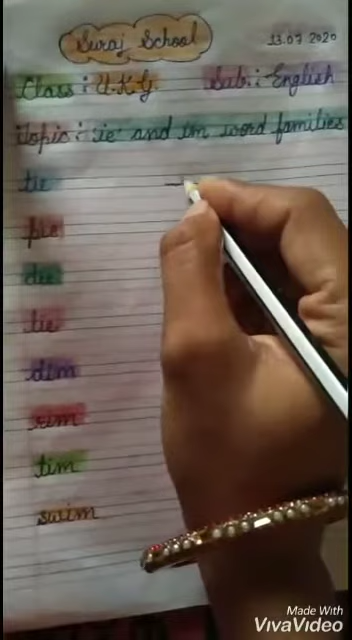 Suraj School
13.07 2020
Class : U.K.G. Sub. : English
Topic : 'ie' and im word families
tie
pie
die
lie
dim
rim
tim
swim
Made With
VivaVideo